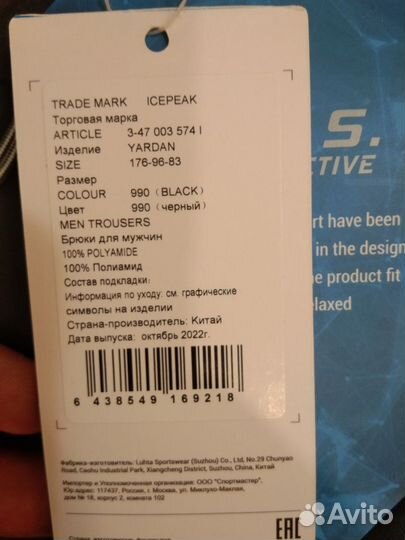 TRADE MARK ICEPEAK
Торговая марка
ARTICLE 3-47 003 574 I
Изделие YARDAN
SIZE 176-96-83
Размер
COLOUR 990 (BLACK)
Цвет 990 (черный)
MEN TROUSERS
Брюки для мужчин
100% POLYAMIDE
100% Полиамид
Состав подкладки:
Информация по уходу: см. графические
символы на изделии
Страна-производитель: Китай
Дата выпуска: октябрь 2022г.
6 438549 169218
Фабрика-изготовитель: Luhta Sportswear (Suzhou) Co., Ltd, No.29 Chunyao
Road, Caohu Industrial Park, Xiangcheng District, Suzhou, China, Китай
Импортер и Уполномоченная организация: ООО "Спортмастер",
Юр.адрес: 117437, Россия, г. Москва, ул. Миклухо-Маклая,
дом № 18, корпус 2, комната 102
EAC
S.
CTIVE
rt have been
in the design
e product fit
elaxed
Avito